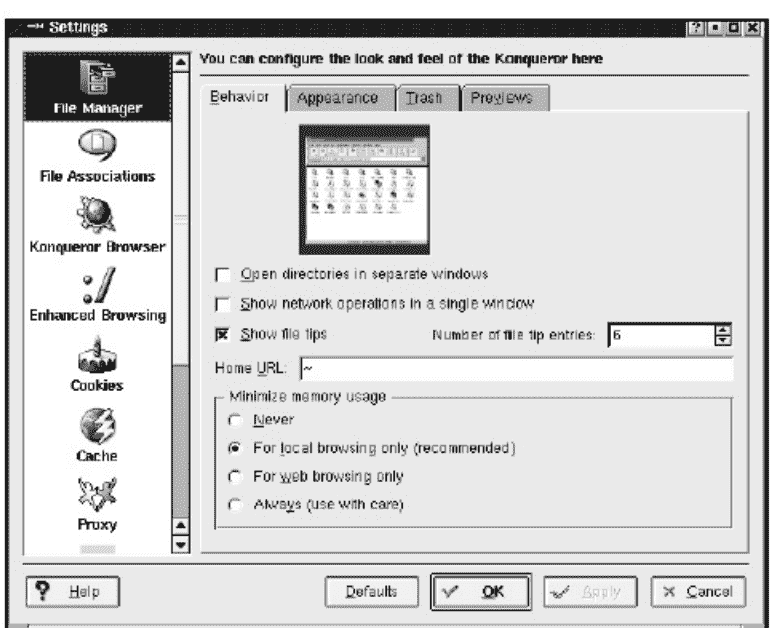 Settings
You can configure the look and feel of the Konqueror here
File Manager
File Associations
Konqueror Browser
Enhanced Browsing
Cookies
Cache
Proxy
Behavior Appearance Trash Previews
Open directories in separate windows
Show network operations in a single window
Show file tips Number of file tip entries: 6
Home URL: ~
Minimize memory usage
Never
For local browsing only (recommended)
For web browsing only
Always (use with care)
Help Defaults OK Apply Cancel